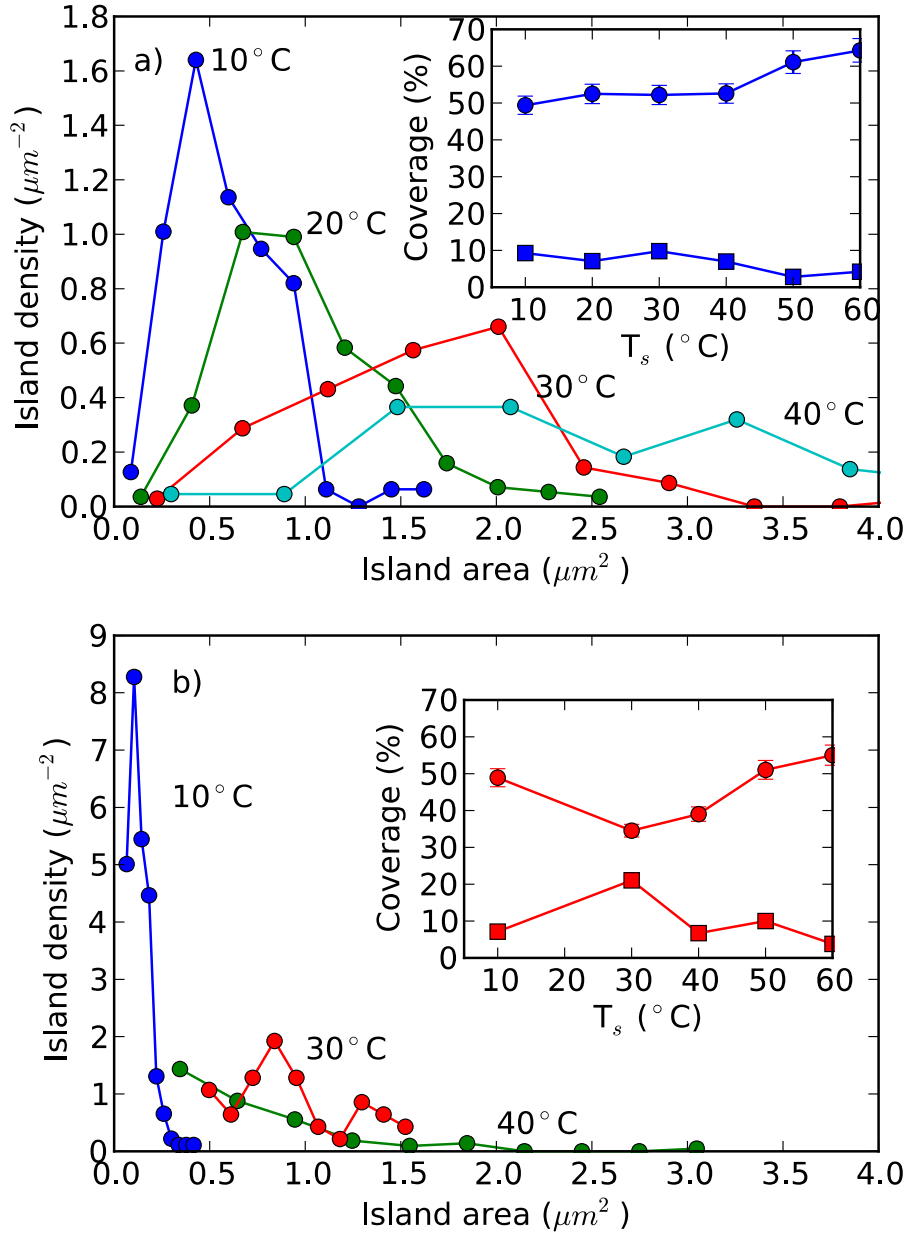 a)
10°C
20°C
30°C
40°C
Island density (μm⁻²)
1.8
1.6
1.4
1.2
1.0
0.8
0.6
0.4
0.2
0.0
0.0 0.5 1.0 1.5 2.0 2.5 3.0 3.5 4.0
Island area (μm²)
Coverage (%)
70
60
50
40
30
20
10
0
10 20 30 40 50 60
Tₛ (°C)
b)
10°C
30°C
40°C
Island density (μm⁻²)
9
8
7
6
5
4
3
2
1
0
0.0 0.5 1.0 1.5 2.0 2.5 3.0 3.5 4.0
Island area (μm²)
Coverage (%)
70
60
50
40
30
20
10
0
10 20 30 40 50 60
Tₛ (°C)